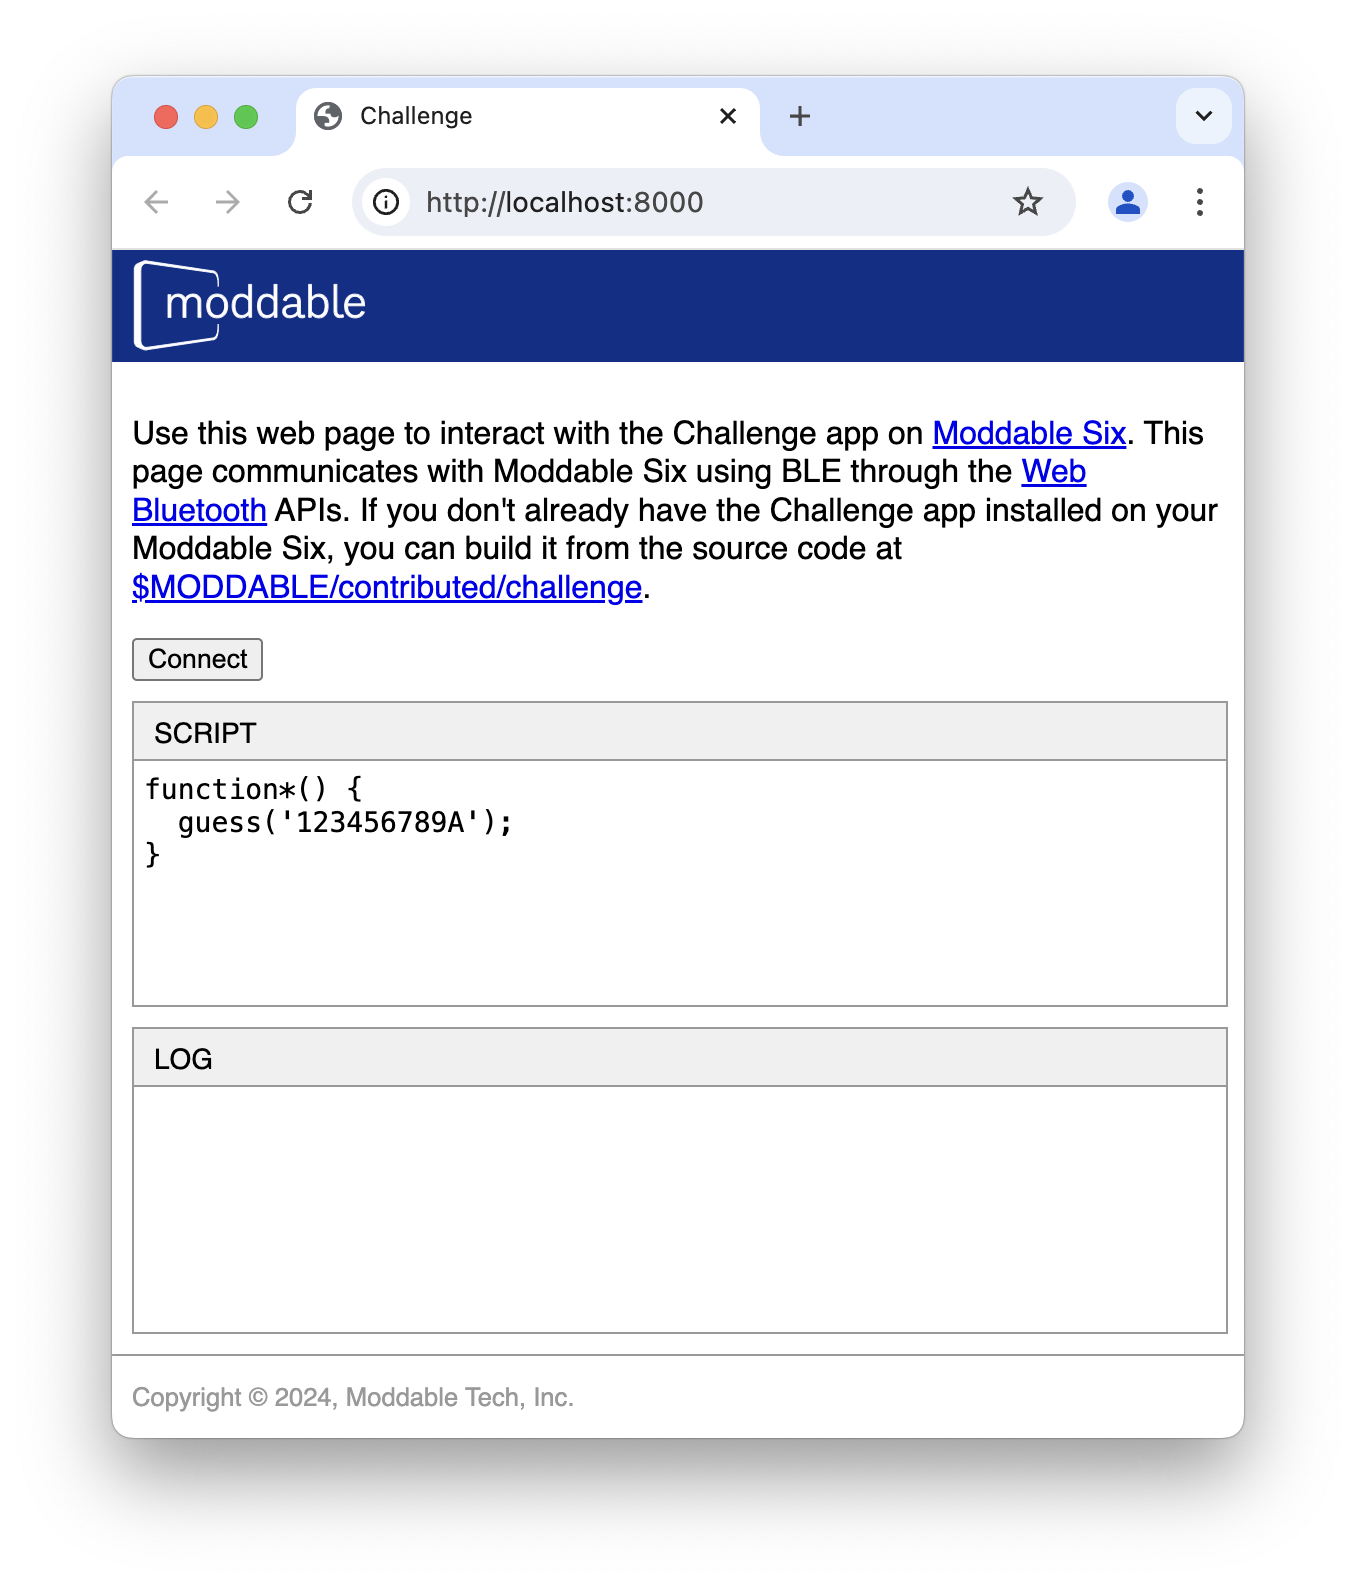 Challenge
http://localhost:8000
moddable
Use this web page to interact with the Challenge app on Moddable Six. This
page communicates with Moddable Six using BLE through the Web
Bluetooth APIs. If you don't already have the Challenge app installed on your
Moddable Six, you can build it from the source code at
$MODDABLE/contributed/challenge.
Connect
SCRIPT
function*() {
  guess('123456789A');
}
LOG
Copyright © 2024, Moddable Tech, Inc.